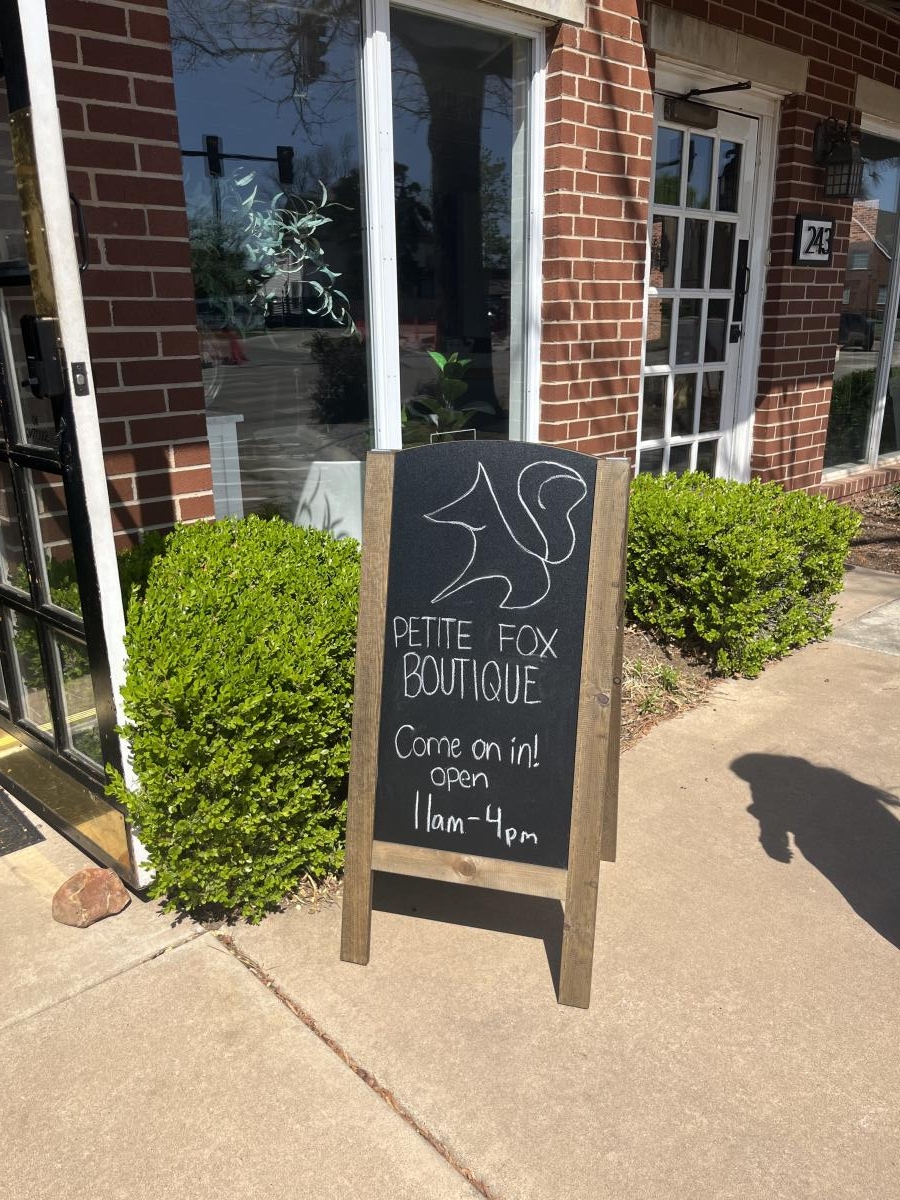 243
PETITE FOX
BOUTIQUE
Come on in!
open
11am-4pm